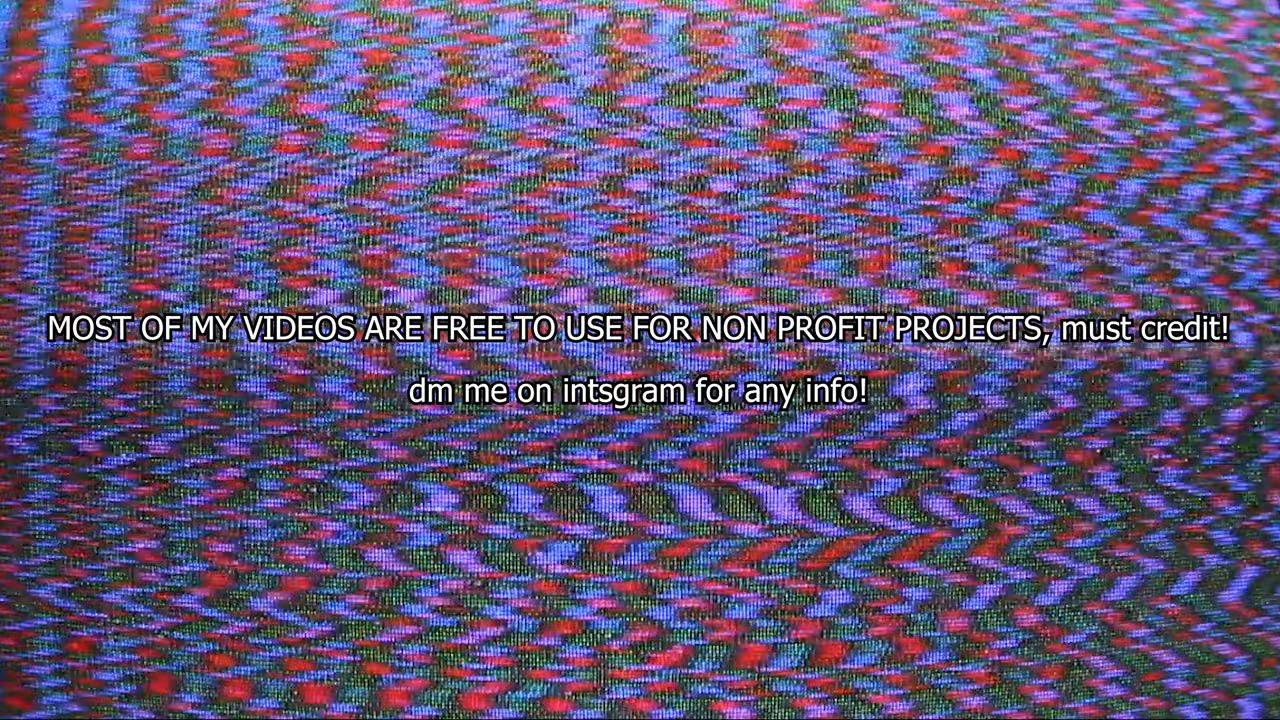 MOST OF MY VIDEOS ARE FREE TO USE FOR NON PROFIT PROJECTS, must credit!
dm me on intsgram for any info!